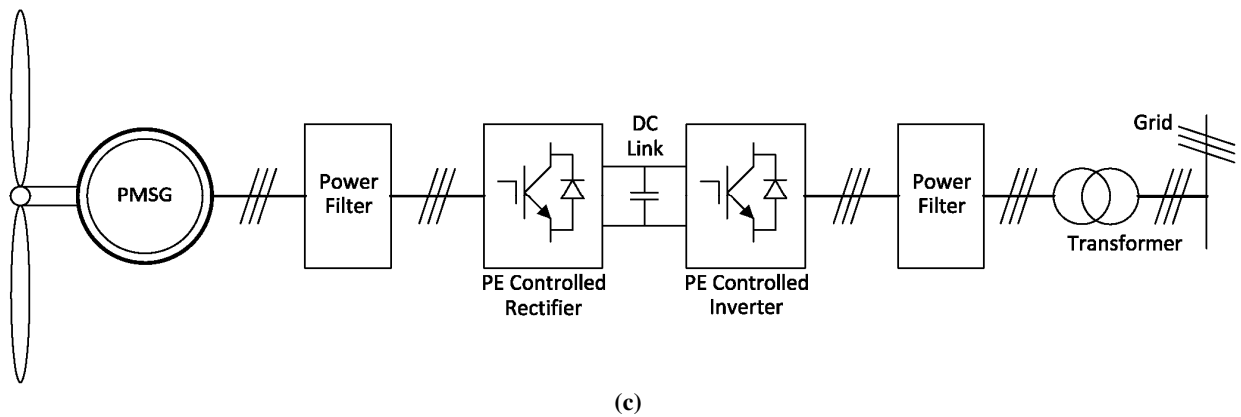 PMSG
Power
Filter
PE Controlled
Rectifier
DC
Link
PE Controlled
Inverter
Power
Filter
Transformer
Grid
(c)